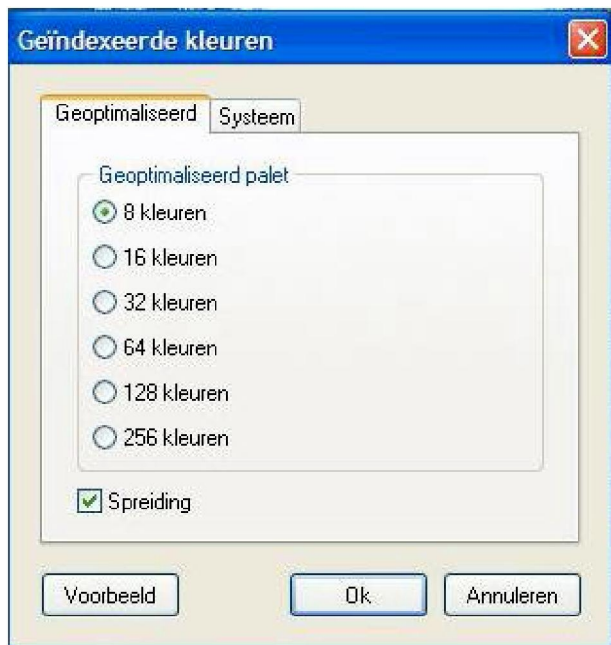 Geïndexeerde kleuren
Geoptimaliseerd Systeem
Geoptimaliseerd palet
8 kleuren
16 kleuren
32 kleuren
64 kleuren
128 kleuren
256 kleuren
Spreiding
Voorbeeld Ok Annuleren